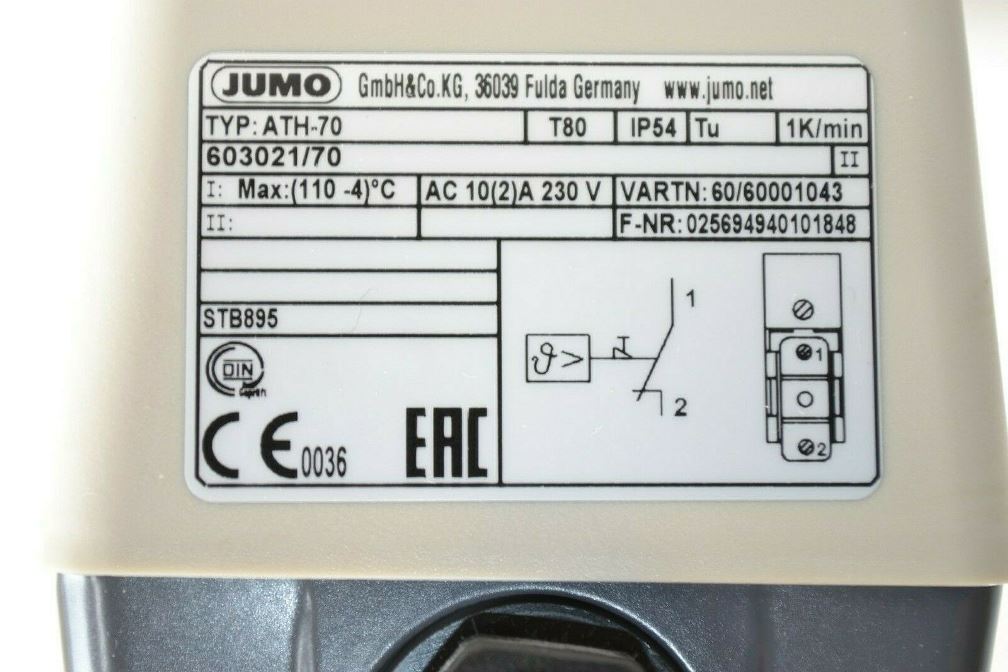 JUMO GmbH&Co.KG, 36039 Fulda Germany www.jumo.net
TYP: ATH-70 T80 IP54 Tu 1K/min
603021/70 II
I: Max:(110 -4)°C AC 10(2)A 230 V VARTN: 60/60001043
II: F-NR: 025694940101848
STB895
1
ϑ>
2
1
2
DIN
Geprüft
CE 0036 EAC